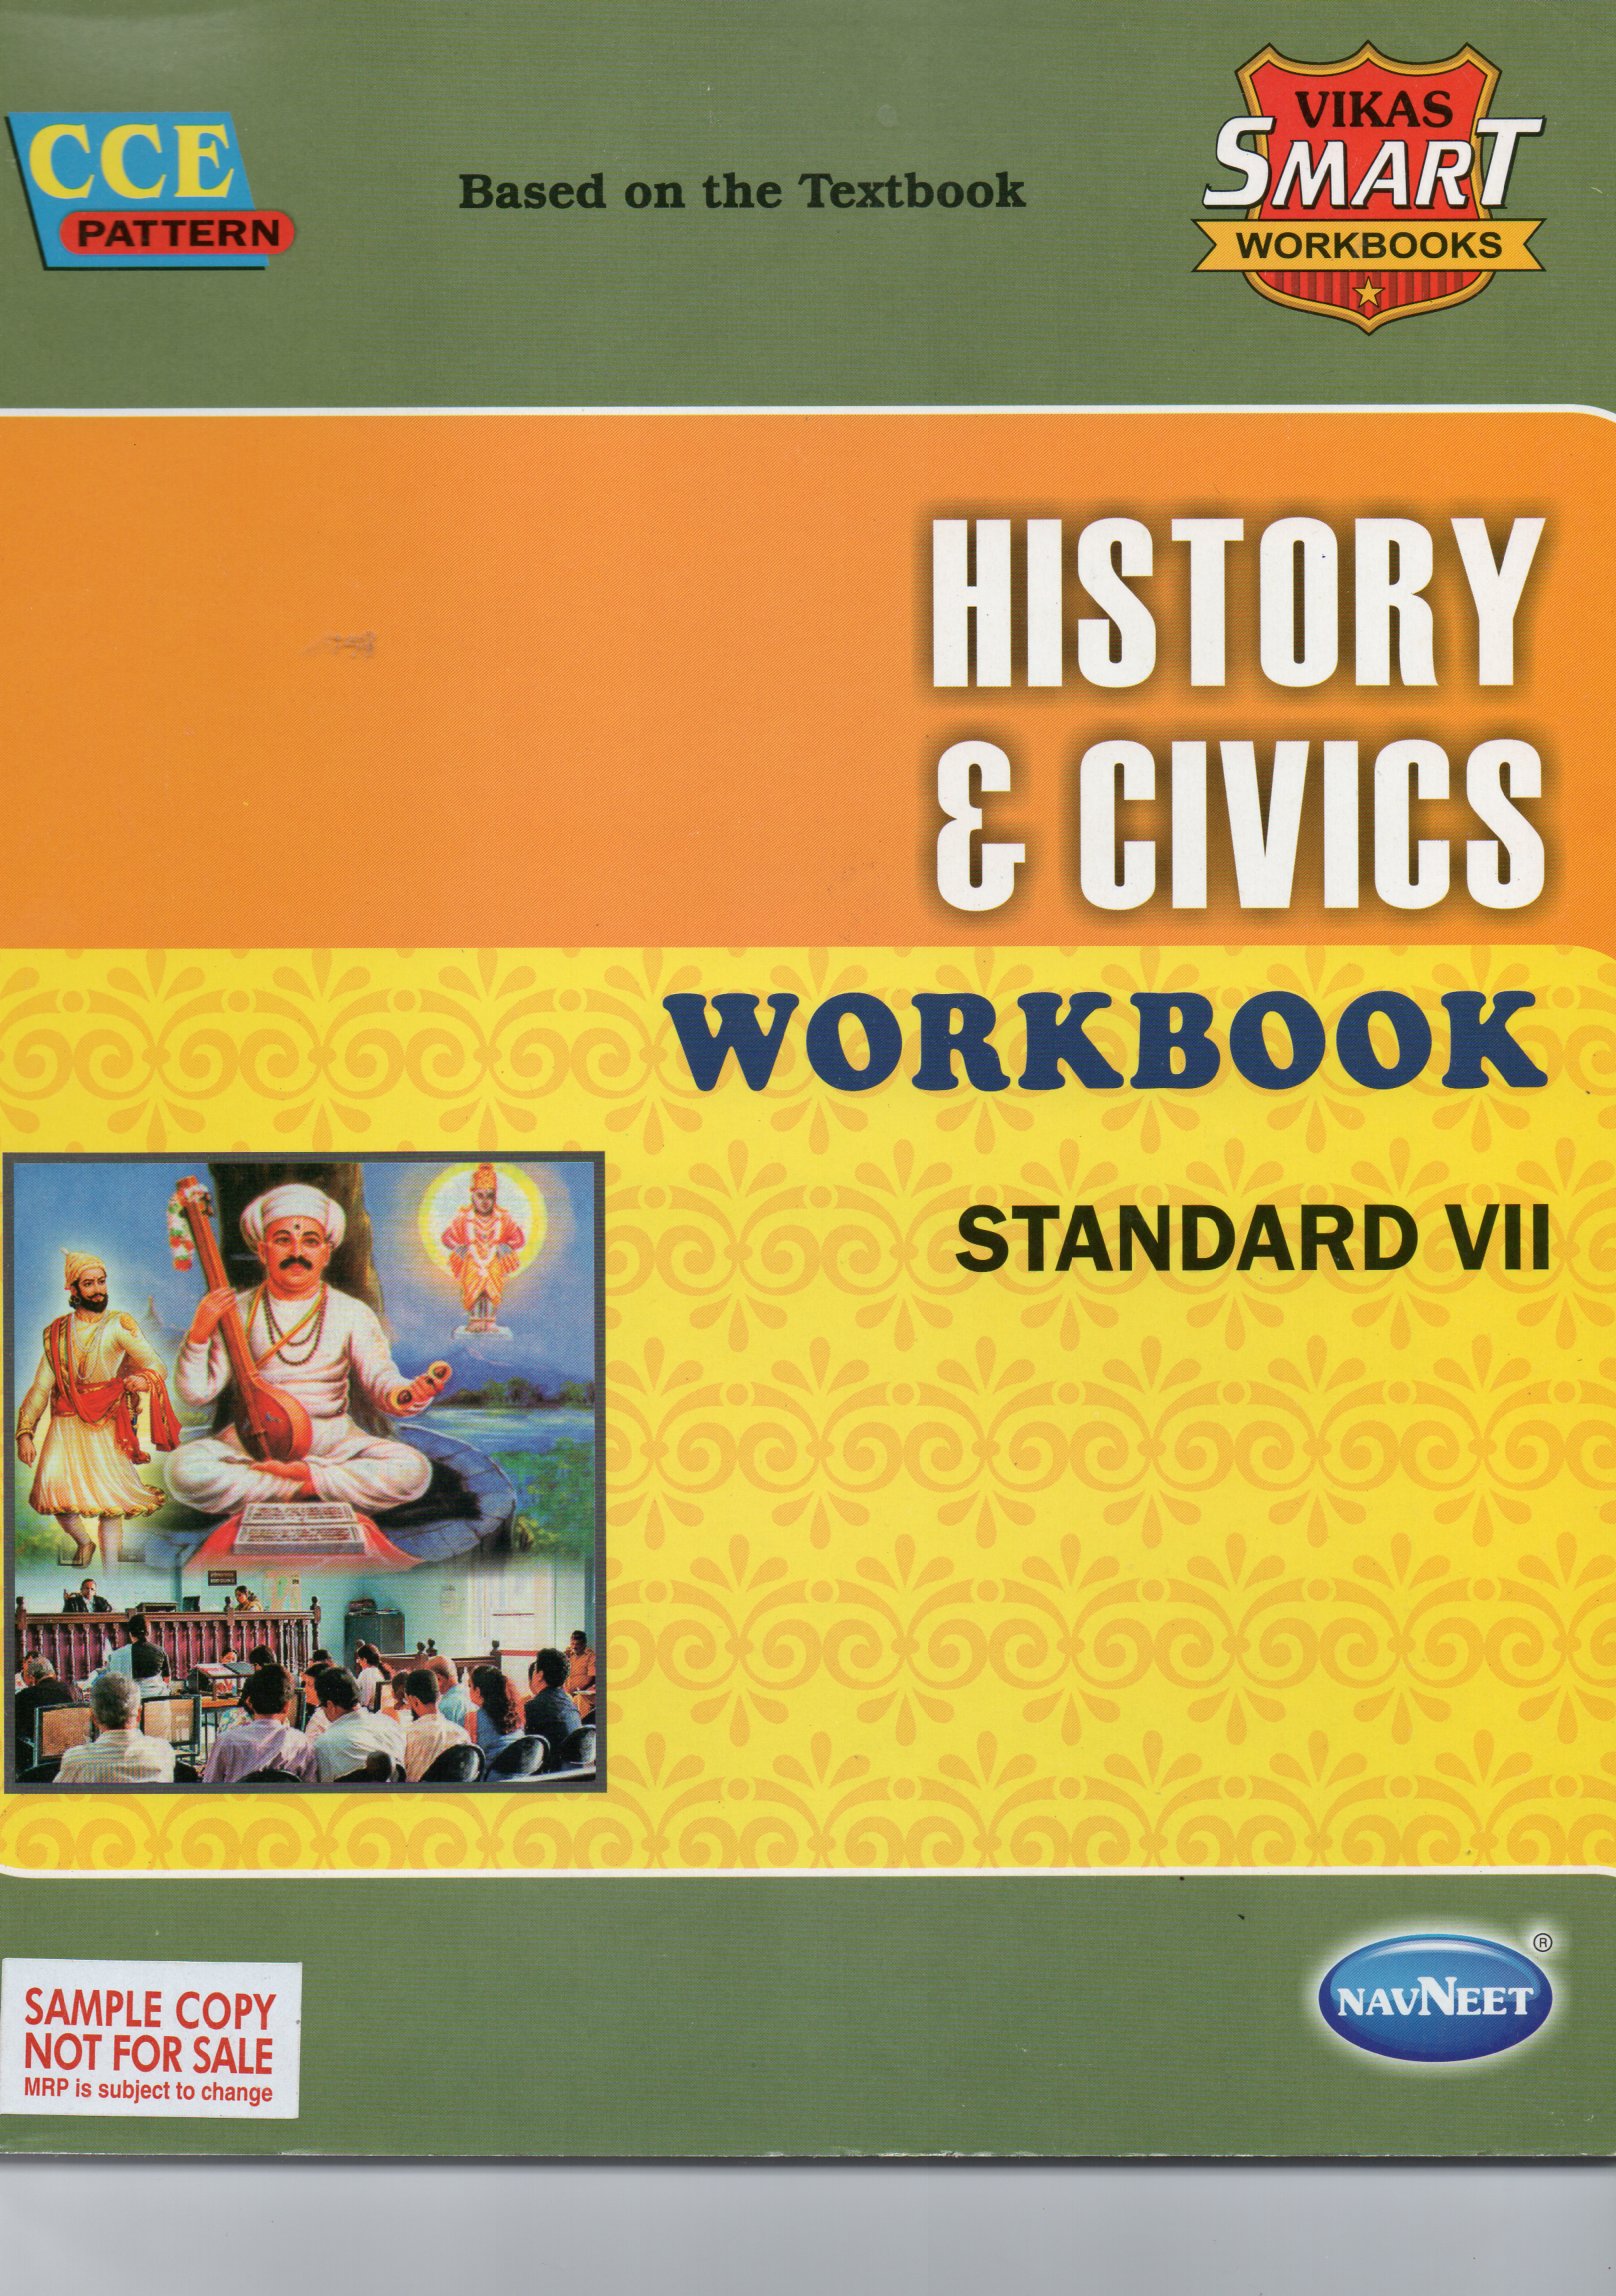 CCE
PATTERN
Based on the Textbook
VIKAS
SMART
WORKBOOKS
HISTORY
& CIVICS
WORKBOOK
STANDARD VII
SAMPLE COPY
NOT FOR SALE
MRP is subject to change
NAVNEET ®